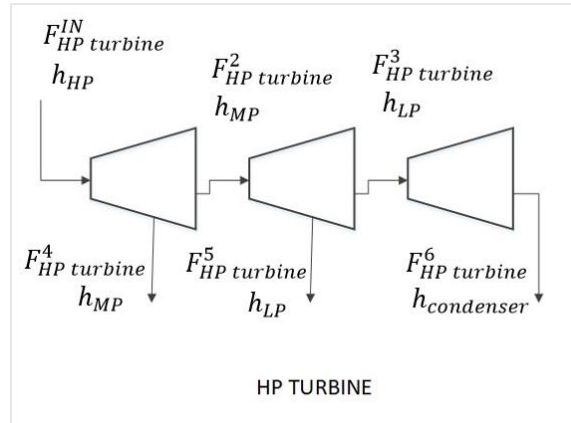 F^{IN}_{HP turbine}
h_{HP}
F^{2}_{HP turbine}
h_{MP}
F^{3}_{HP turbine}
h_{LP}
F^{4}_{HP turbine}
h_{MP}
F^{5}_{HP turbine}
h_{LP}
F^{6}_{HP turbine}
h_{condenser}
HP TURBINE